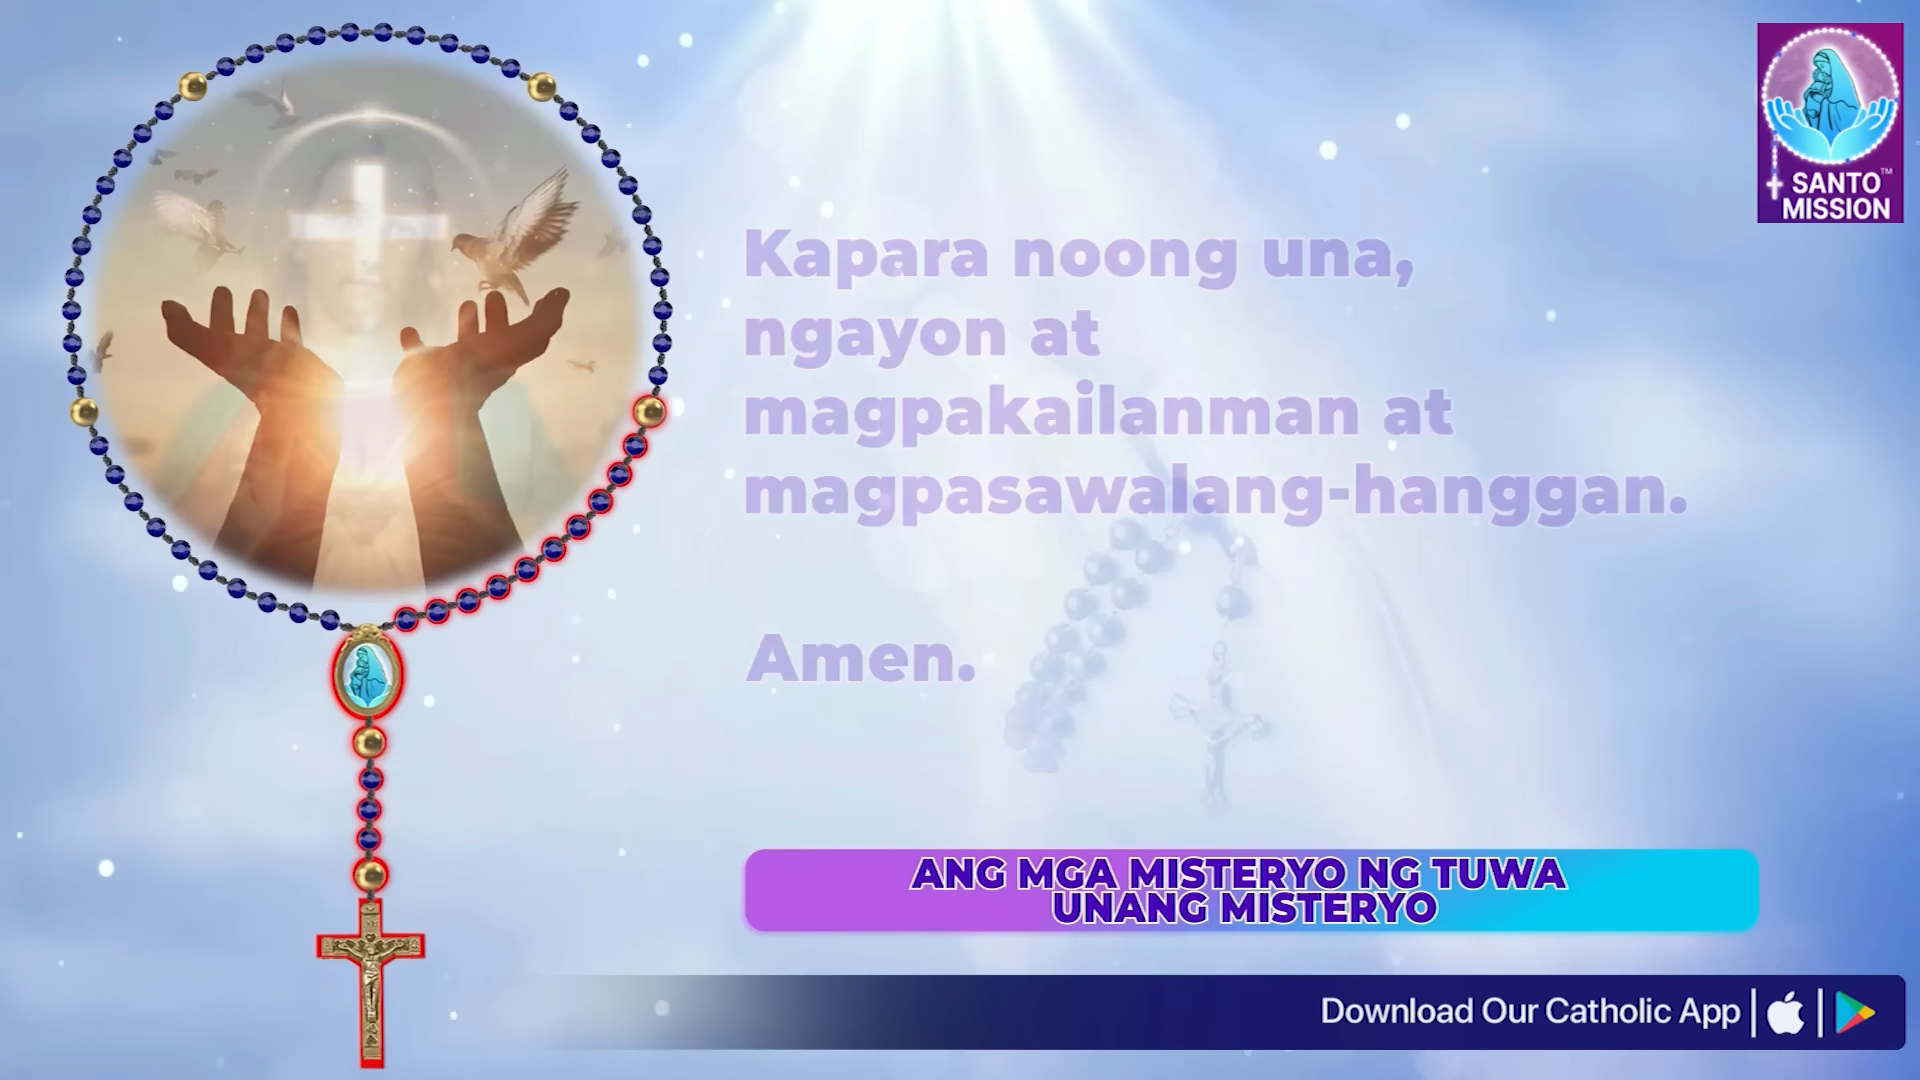 SANTO™
MISSION
Kapara noong una,
ngayon at
magpakailanman at
magpasawalang-hanggan.
Amen.
ANG MGA MISTERYO NG TUWA
UNANG MISTERYO
Download Our Catholic App